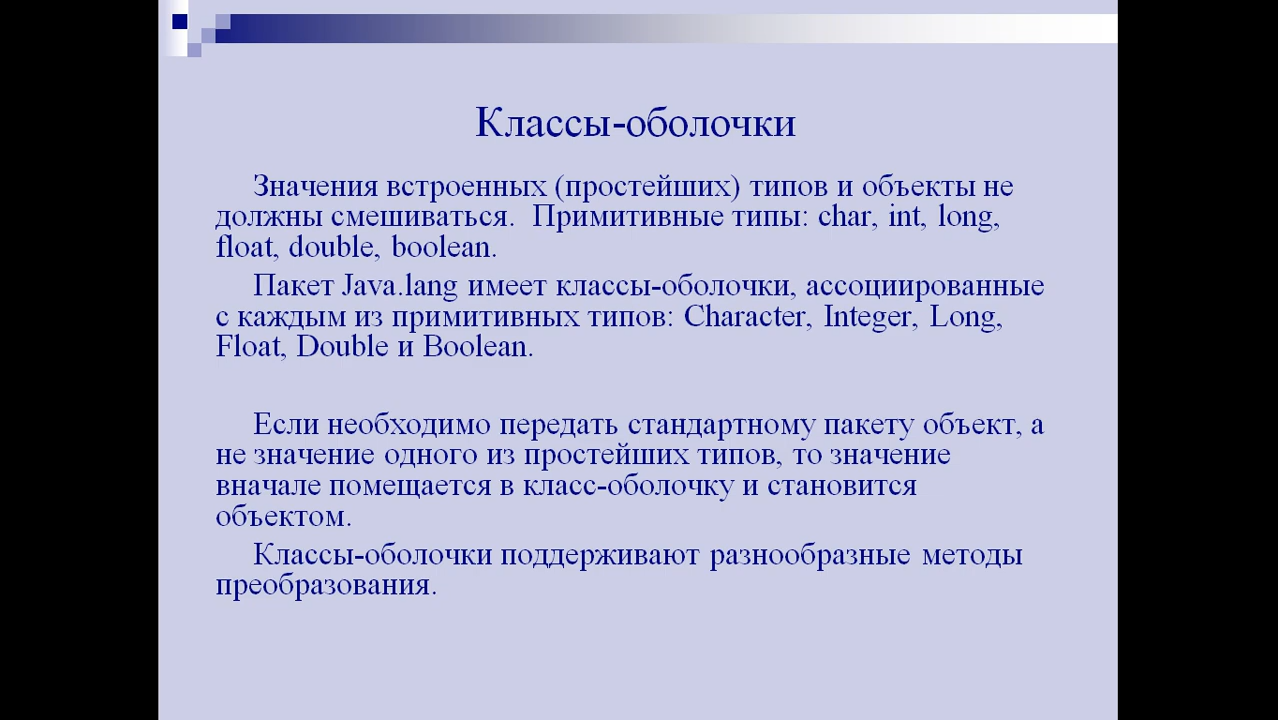 Классы-оболочки
Значения встроенных (простейших) типов и объекты не
должны смешиваться.  Примитивные типы: char, int, long,
float, double, boolean.
Пакет Java.lang имеет классы-оболочки, ассоциированные
с каждым из примитивных типов: Character, Integer, Long,
Float, Double и Boolean.
Если необходимо передать стандартному пакету объект, а
не значение одного из простейших типов, то значение
вначале помещается в класс-оболочку и становится
объектом.
Классы-оболочки поддерживают разнообразные методы
преобразования.